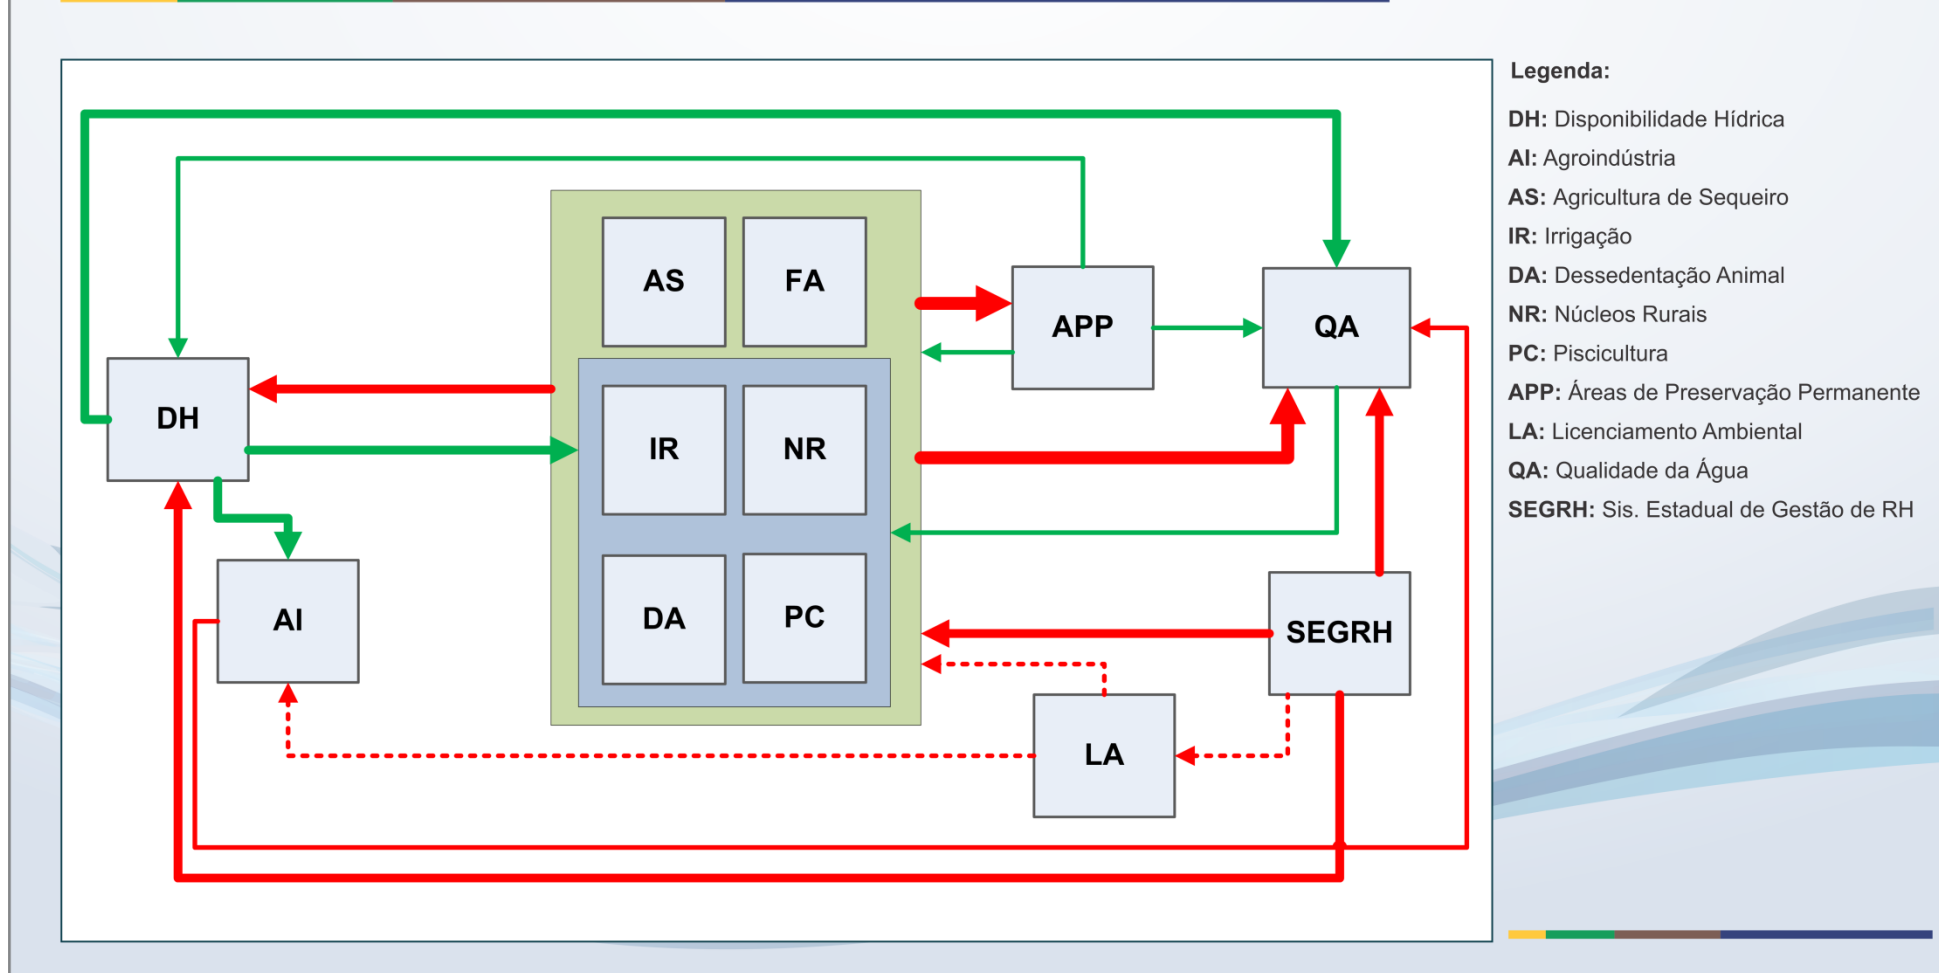 Legenda:
DH: Disponibilidade Hídrica
AI: Agroindústria
AS: Agricultura de Sequeiro
IR: Irrigação
DA: Dessedentação Animal
NR: Núcleos Rurais
PC: Piscicultura
APP: Áreas de Preservação Permanente
LA: Licenciamento Ambiental
QA: Qualidade da Água
SEGRH: Sis. Estadual de Gestão de RH
AS
FA
APP
QA
DH
IR
NR
AI
DA
PC
SEGRH
LA